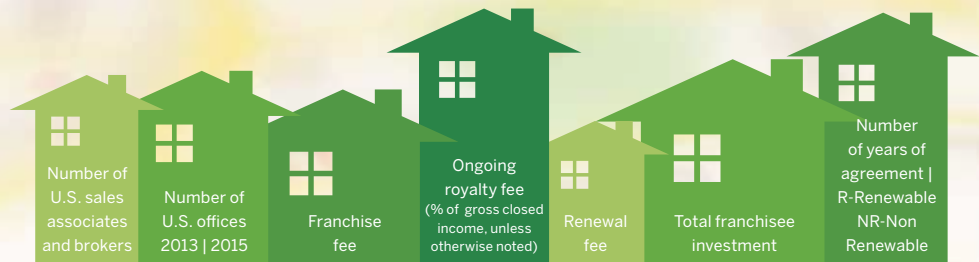 Number of
U.S. sales
associates
and brokers
Number of
U.S. offices
2013 | 2015
Franchise
fee
Ongoing
royalty fee
(% of gross closed
income, unless
otherwise noted)
Renewal
fee
Total franchisee
investment
Number
of years of
agreement |
R-Renewable
NR-Non
Renewable